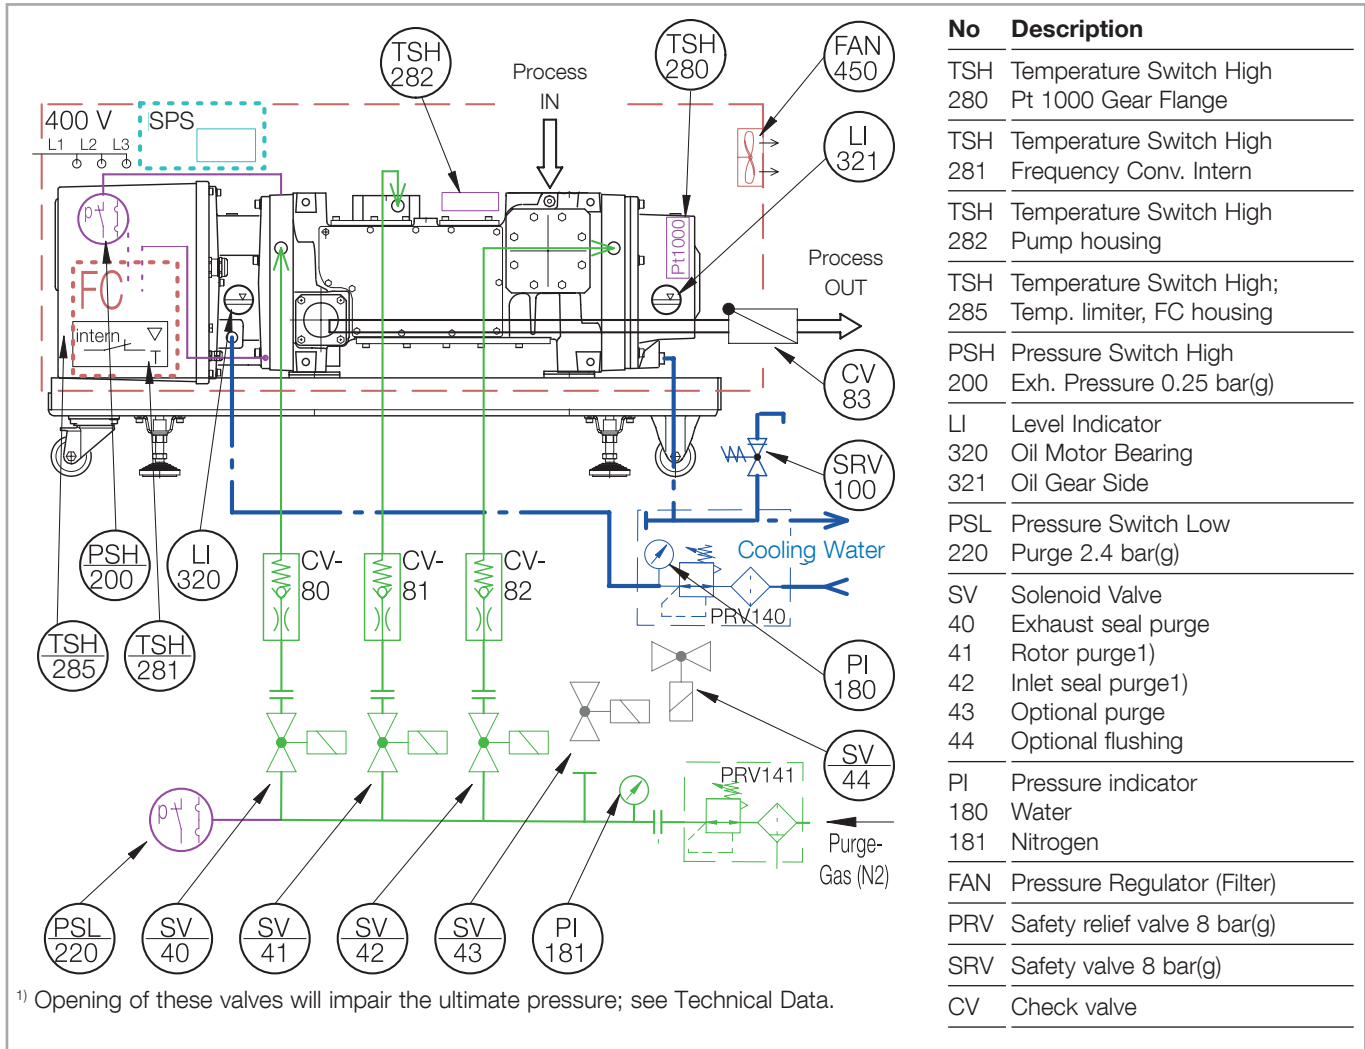 TSH
282
Process
IN
TSH
280
FAN
450
400 V
L1 L2 L3
SPS
LI
321
p
Pt1000
FC
intern
T
Process
OUT
CV
83
SRV
100
Cooling Water
PSH
200
LI
320
CV-
80
CV-
81
CV-
82
PRV140
TSH
285
TSH
281
PI
180
SV
44
PRV141
p
Purge-
Gas (N2)
PSL
220
SV
40
SV
41
SV
42
SV
43
PI
181
1) Opening of these valves will impair the ultimate pressure; see Technical Data.
No Description
TSH Temperature Switch High
280 Pt 1000 Gear Flange
TSH Temperature Switch High
281 Frequency Conv. Intern
TSH Temperature Switch High
282 Pump housing
TSH Temperature Switch High;
285 Temp. limiter, FC housing
PSH Pressure Switch High
200 Exh. Pressure 0.25 bar(g)
LI Level Indicator
320 Oil Motor Bearing
321 Oil Gear Side
PSL Pressure Switch Low
220 Purge 2.4 bar(g)
SV Solenoid Valve
40 Exhaust seal purge
41 Rotor purge1)
42 Inlet seal purge1)
43 Optional purge
44 Optional flushing
PI Pressure indicator
180 Water
181 Nitrogen
FAN Pressure Regulator (Filter)
PRV Safety relief valve 8 bar(g)
SRV Safety valve 8 bar(g)
CV Check valve